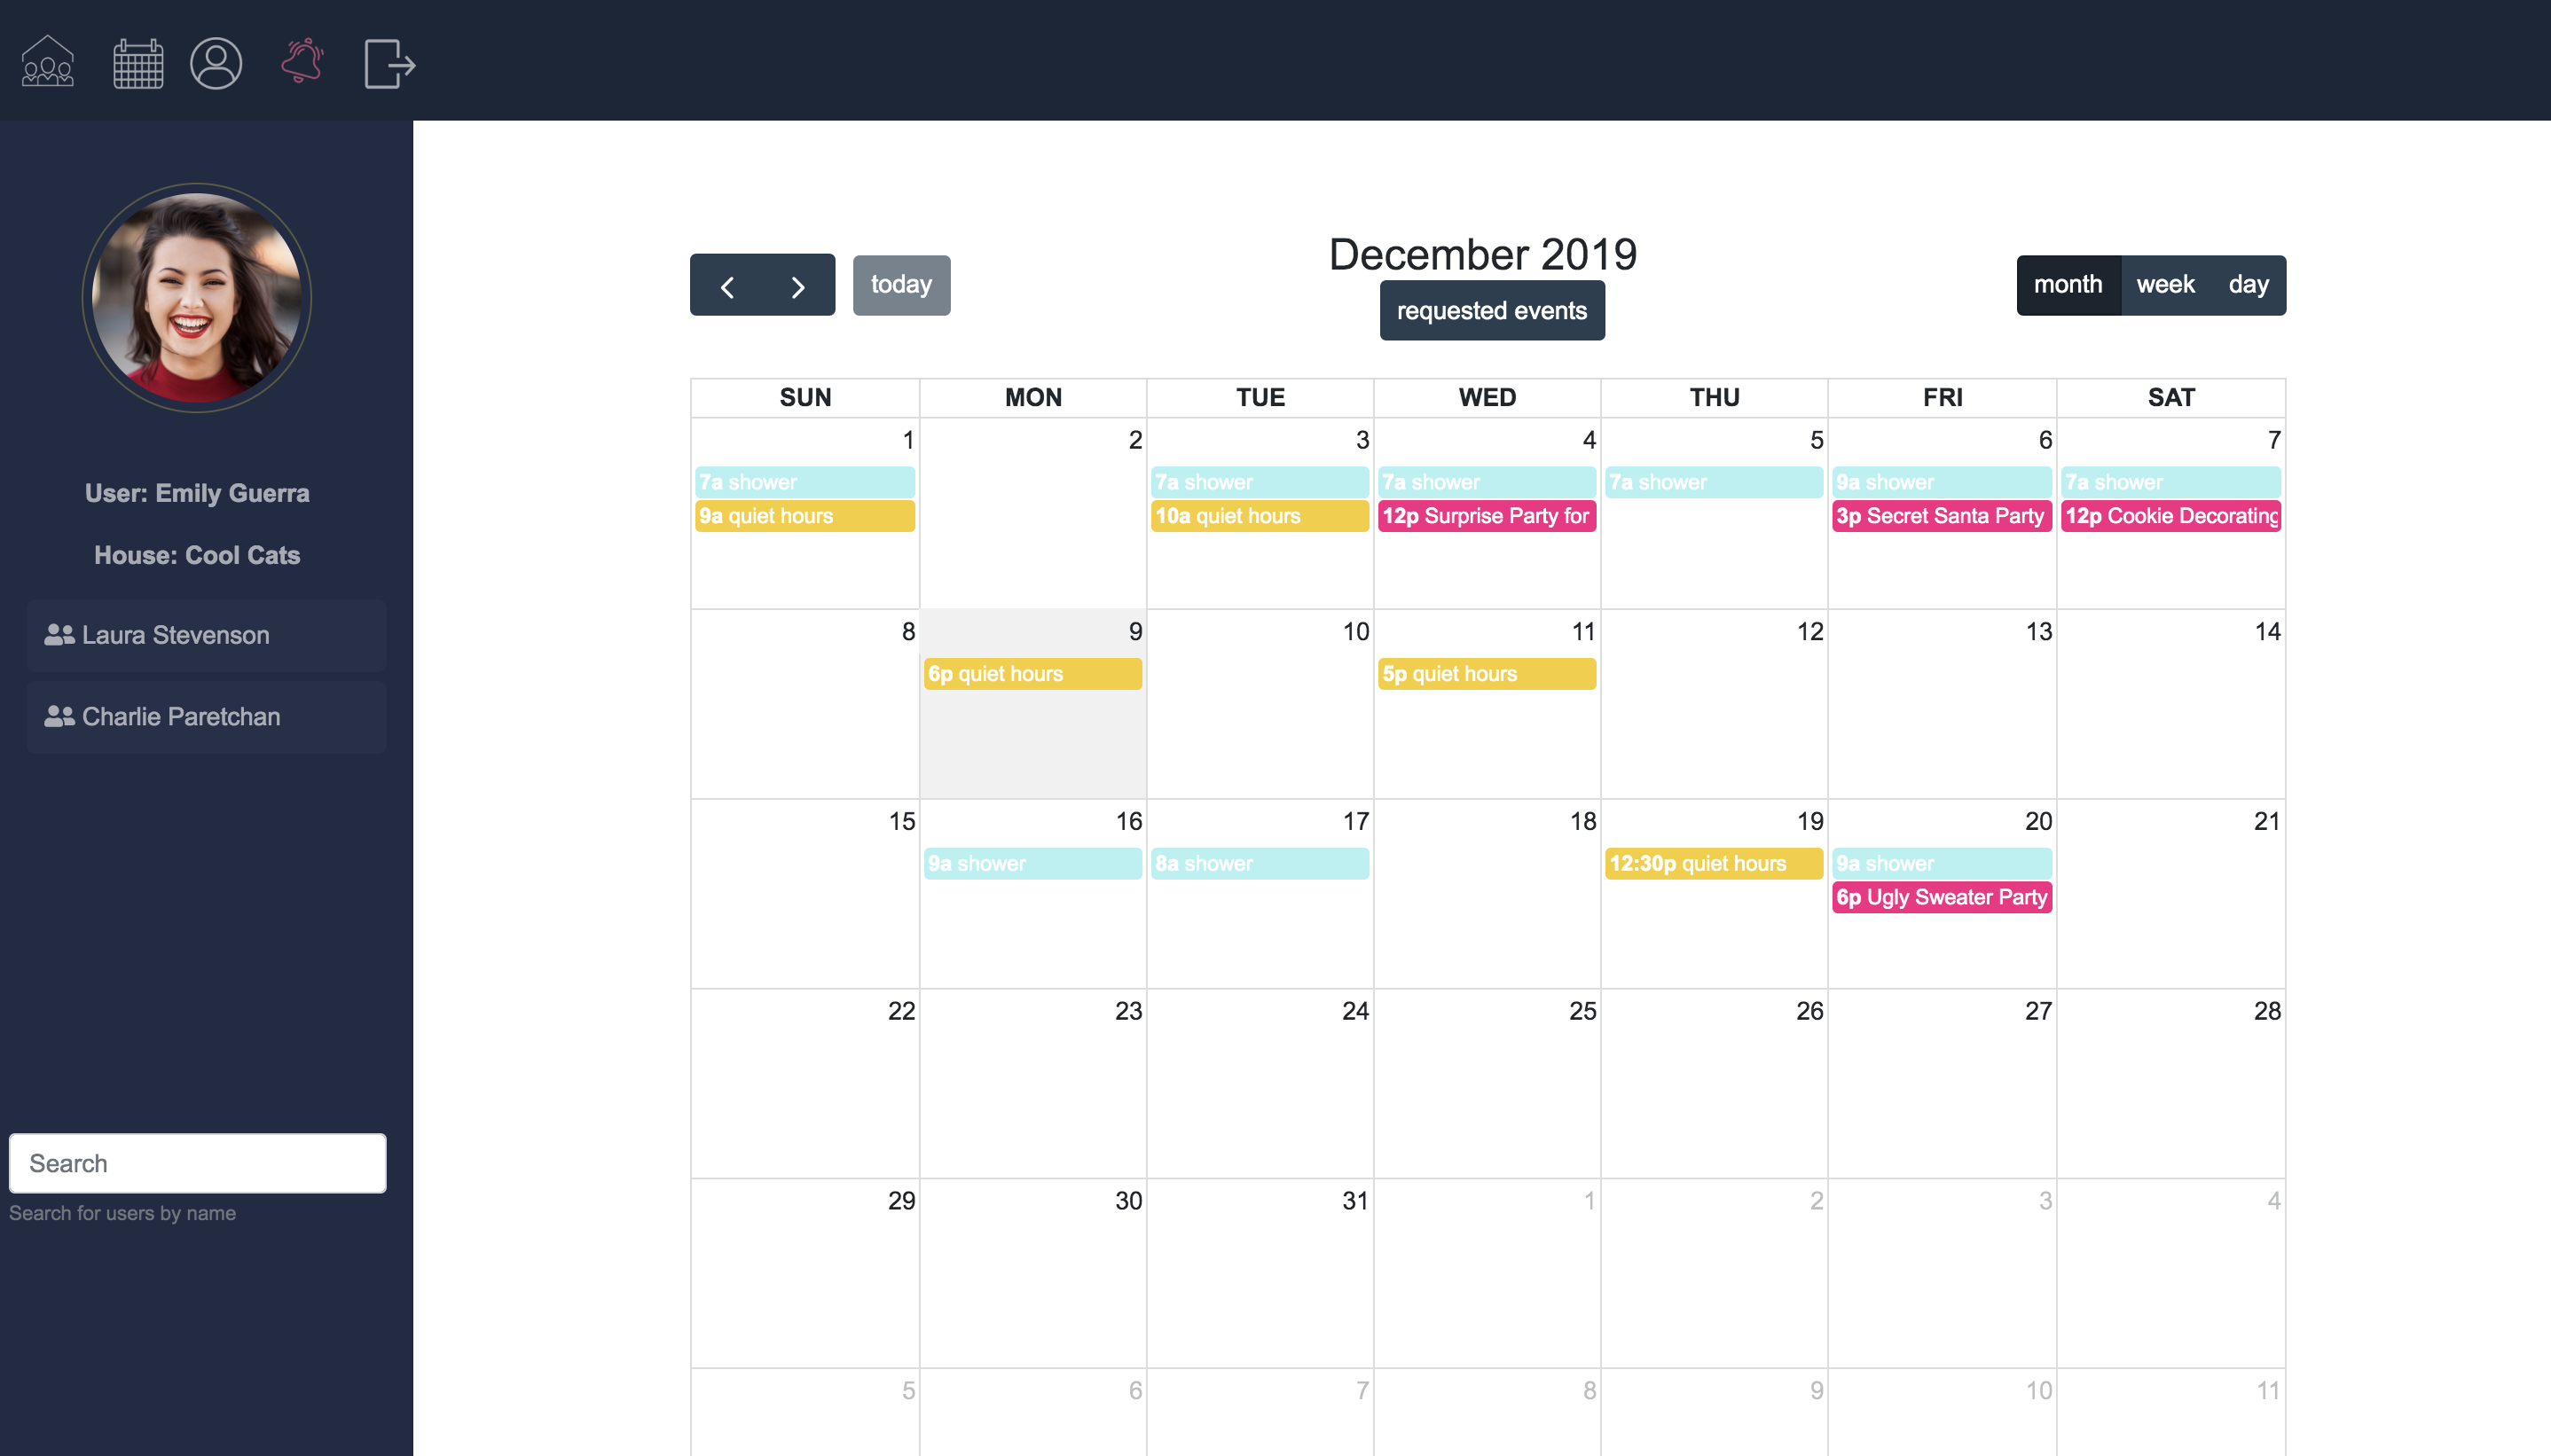 December 2019
today
requested events
month week day
User: Emily Guerra
House: Cool Cats
Laura Stevenson
Charlie Paretchan
Search
Search for users by name
SUN MON TUE WED THU FRI SAT
1 2 3 4 5 6 7
7a shower 7a shower 7a shower 7a shower 9a shower 7a shower
9a quiet hours 10a quiet hours 12p Surprise Party for 3p Secret Santa Party 12p Cookie Decorating
8 9 10 11 12 13 14
6p quiet hours 5p quiet hours
15 16 17 18 19 20 21
9a shower 8a shower 12:30p quiet hours 9a shower
6p Ugly Sweater Party
22 23 24 25 26 27 28
29 30 31 1 2 3 4
5 6 7 8 9 10 11